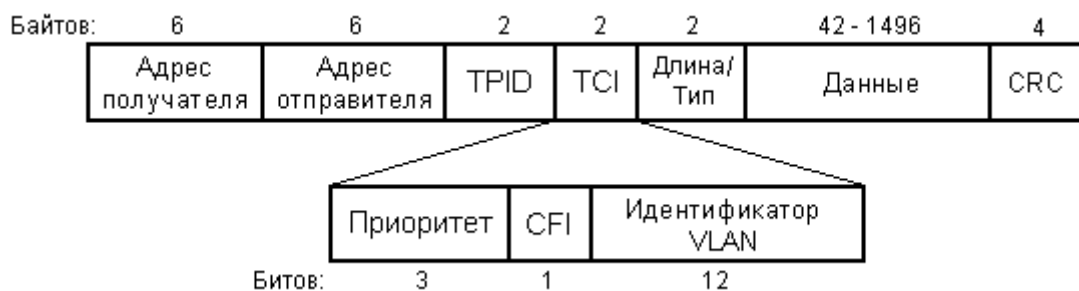 Байтов: 6 6 2 2 2 42 - 1496 4
Адрес получателя Адрес отправителя TPID TCI Длина/ Тип Данные CRC
Приоритет CFI Идентификатор VLAN
Битов: 3 1 12